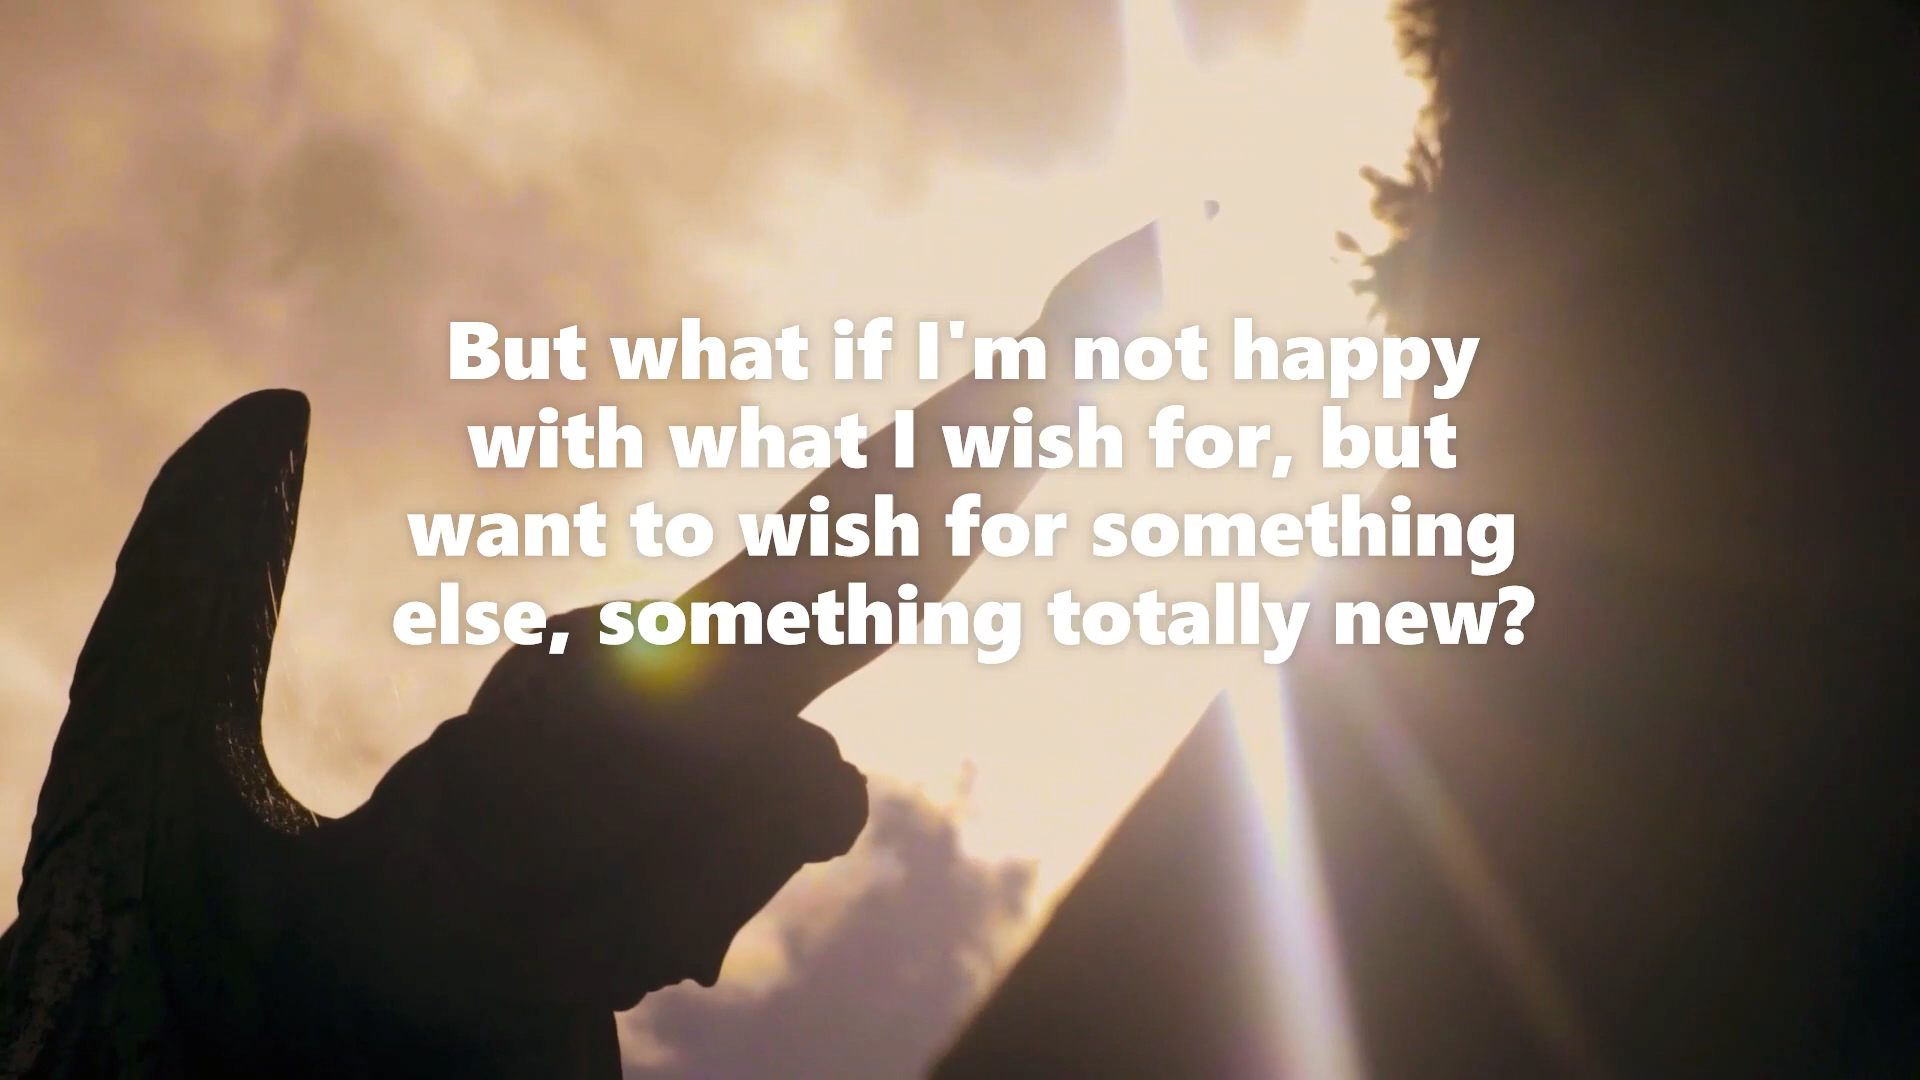 But what if I'm not happy
with what I wish for, but
want to wish for something
else, something totally new?